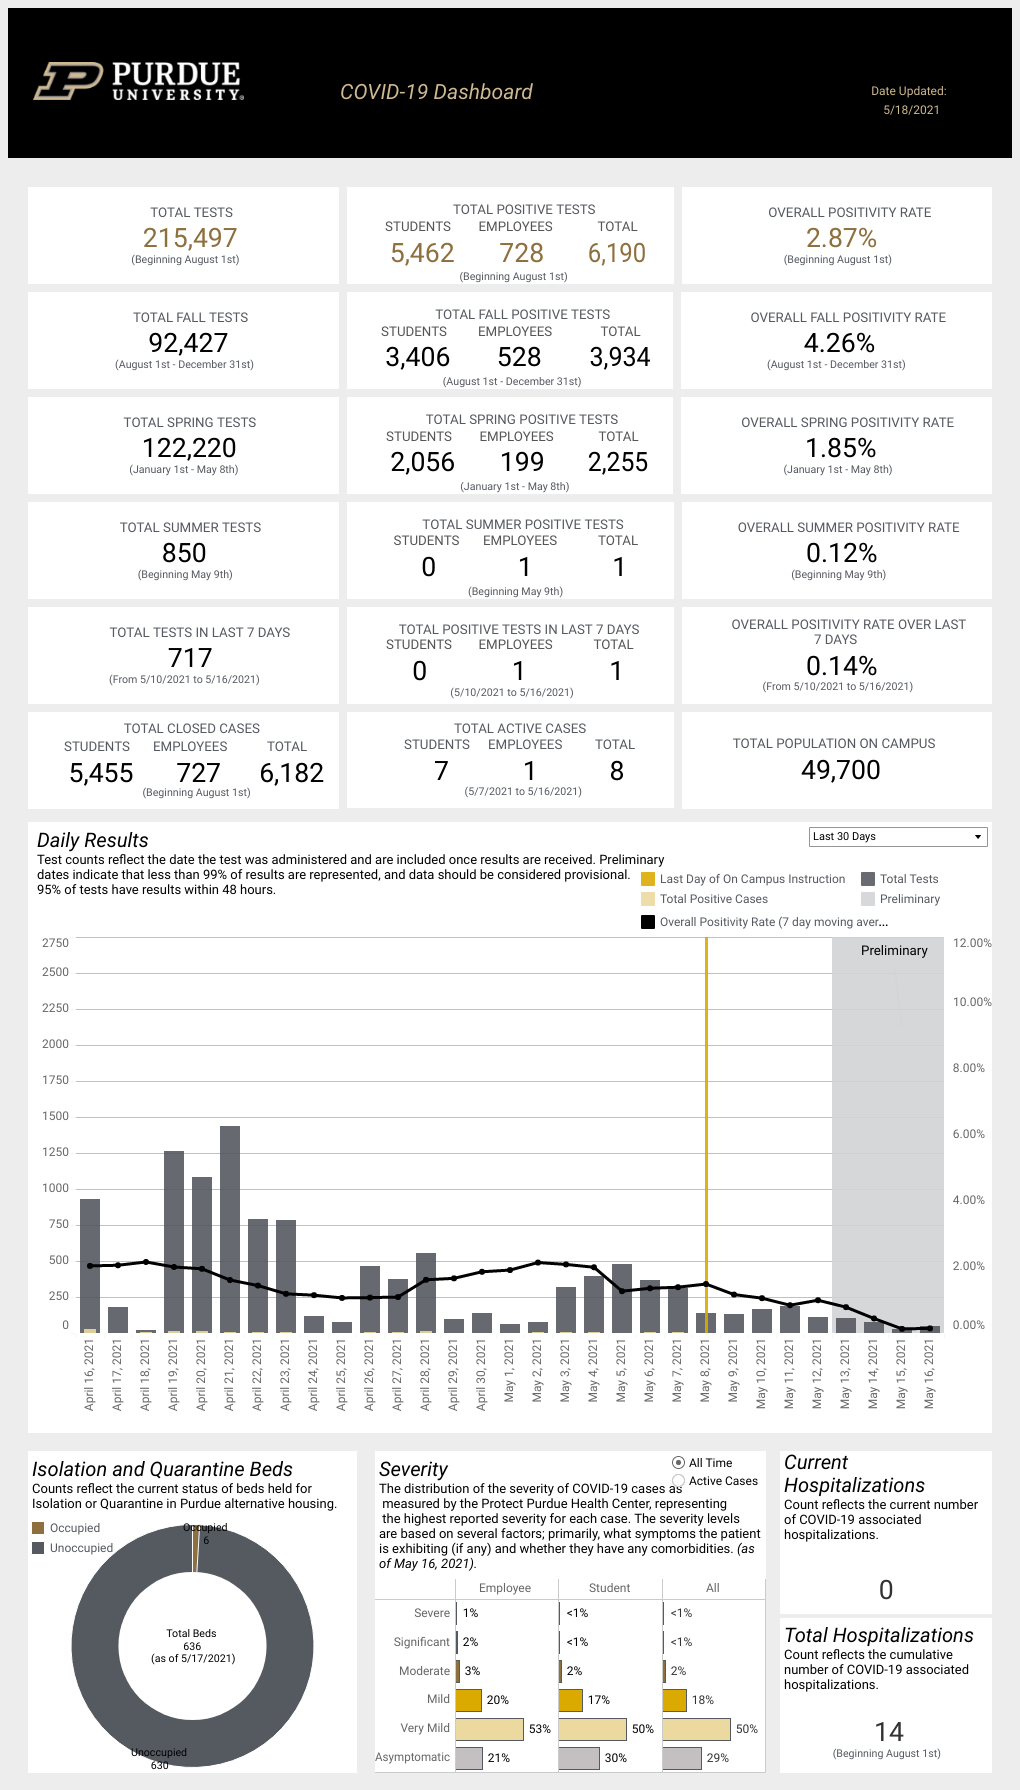 PURDUE
UNIVERSITY®
COVID-19 Dashboard
Date Updated:
5/18/2021
TOTAL TESTS
215,497
(Beginning August 1st)
TOTAL POSITIVE TESTS
STUDENTS EMPLOYEES TOTAL
5,462 728 6,190
(Beginning August 1st)
OVERALL POSITIVITY RATE
2.87%
(Beginning August 1st)
TOTAL FALL TESTS
92,427
(August 1st - December 31st)
TOTAL FALL POSITIVE TESTS
STUDENTS EMPLOYEES TOTAL
3,406 528 3,934
(August 1st - December 31st)
OVERALL FALL POSITIVITY RATE
4.26%
(August 1st - December 31st)
TOTAL SPRING TESTS
122,220
(January 1st - May 8th)
TOTAL SPRING POSITIVE TESTS
STUDENTS EMPLOYEES TOTAL
2,056 199 2,255
(January 1st - May 8th)
OVERALL SPRING POSITIVITY RATE
1.85%
(January 1st - May 8th)
TOTAL SUMMER TESTS
850
(Beginning May 9th)
TOTAL SUMMER POSITIVE TESTS
STUDENTS EMPLOYEES TOTAL
0 1 1
(Beginning May 9th)
OVERALL SUMMER POSITIVITY RATE
0.12%
(Beginning May 9th)
TOTAL TESTS IN LAST 7 DAYS
717
(From 5/10/2021 to 5/16/2021)
TOTAL POSITIVE TESTS IN LAST 7 DAYS
STUDENTS EMPLOYEES TOTAL
0 1 1
(5/10/2021 to 5/16/2021)
OVERALL POSITIVITY RATE OVER LAST
7 DAYS
0.14%
(From 5/10/2021 to 5/16/2021)
TOTAL CLOSED CASES
STUDENTS EMPLOYEES TOTAL
5,455 727 6,182
(Beginning August 1st)
TOTAL ACTIVE CASES
STUDENTS EMPLOYEES TOTAL
7 1 8
(5/7/2021 to 5/16/2021)
TOTAL POPULATION ON CAMPUS
49,700
Daily Results
Last 30 Days
Test counts reflect the date the test was administered and are included once results are received. Preliminary
dates indicate that less than 99% of results are represented, and data should be considered provisional.
95% of tests have results within 48 hours.
Last Day of On Campus Instruction
Total Tests
Total Positive Cases
Preliminary
Overall Positivity Rate (7 day moving aver...
Preliminary
2750
2500
2250
2000
1750
1500
1250
1000
750
500
250
0
12.00%
10.00%
8.00%
6.00%
4.00%
2.00%
0.00%
April 16, 2021
April 17, 2021
April 18, 2021
April 19, 2021
April 20, 2021
April 21, 2021
April 22, 2021
April 23, 2021
April 24, 2021
April 25, 2021
April 26, 2021
April 27, 2021
April 28, 2021
April 29, 2021
April 30, 2021
May 1, 2021
May 2, 2021
May 3, 2021
May 4, 2021
May 5, 2021
May 6, 2021
May 7, 2021
May 8, 2021
May 9, 2021
May 10, 2021
May 11, 2021
May 12, 2021
May 13, 2021
May 14, 2021
May 15, 2021
May 16, 2021
Isolation and Quarantine Beds
Counts reflect the current status of beds held for
Isolation or Quarantine in Purdue alternative housing.
Occupied
Unoccupied
Occupied
6
Total Beds
636
(as of 5/17/2021)
Unoccupied
630
Severity
All Time
Active Cases
The distribution of the severity of COVID-19 cases as
measured by the Protect Purdue Health Center, representing
the highest reported severity for each case. The severity levels
are based on several factors; primarily, what symptoms the patient
is exhibiting (if any) and whether they have any comorbidities. (as
of May 16, 2021).
Employee Student All
Severe 1% <1% <1%
Significant 2% <1% <1%
Moderate 3% 2% 2%
Mild 20% 17% 18%
Very Mild 53% 50% 50%
Asymptomatic 21% 30% 29%
Current
Hospitalizations
Count reflects the current number
of COVID-19 associated
hospitalizations.
0
Total Hospitalizations
Count reflects the cumulative
number of COVID-19 associated
hospitalizations.
14
(Beginning August 1st)